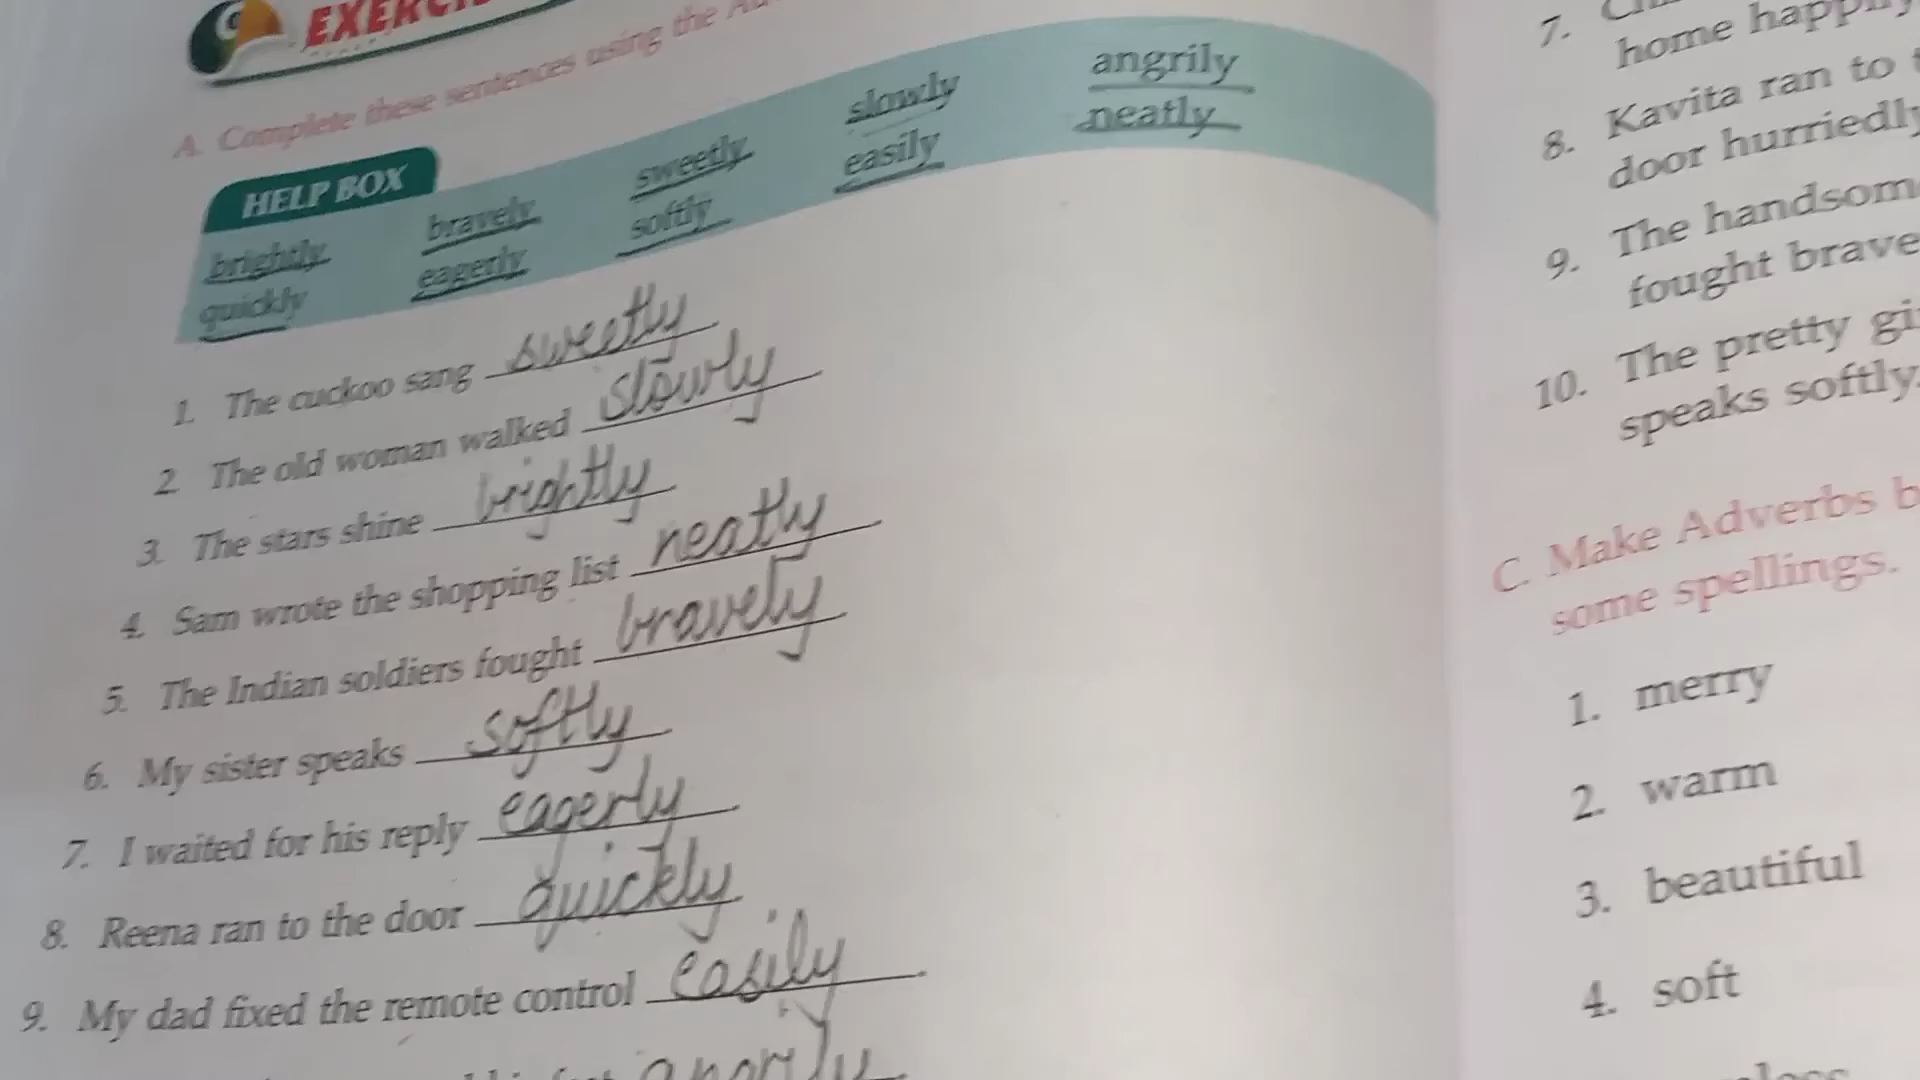 A. Complete these sentences using the
HELP BOX
brightly bravely sweetly slowly angrily
quickly eagerly softly easily neatly
1. The cuckoo sang sweetly
2. The old woman walked slowly
3. The stars shine brightly
4. Sam wrote the shopping list neatly
5. The Indian soldiers fought bravely
6. My sister speaks softly
7. I waited for his reply eagerly
8. Reena ran to the door quickly
9. My dad fixed the remote control easily.
angrily
7.
home happily
8. Kavita ran to
door hurriedly
9. The handsome
fought brave
10. The pretty
speaks softly.
C. Make Adverbs
some spellings.
1. merry
2. warm
3. beautiful
4. soft